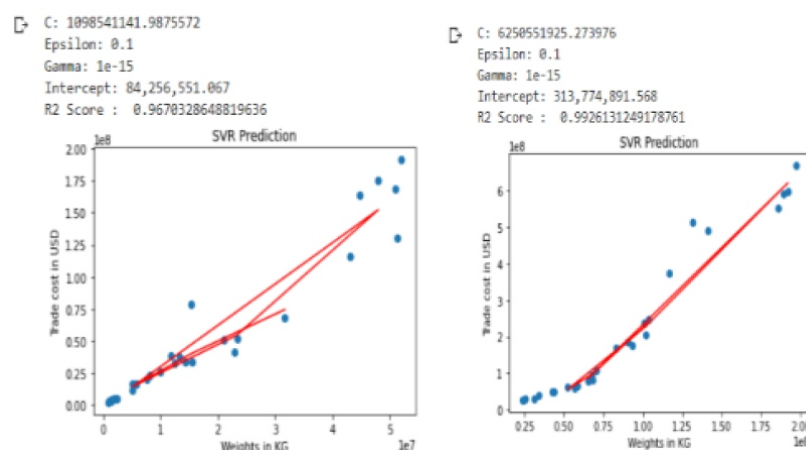 C: 1098541141.9875572
Epsilon: 0.1
Gamma: 1e-15
Intercept: 84,256,551.067
R2 Score : 0.9670328648819636
1e8
SVR Prediction
2.00
1.75
1.50
1.25
1.00
0.75
0.50
0.25
0.00
Trade cost in USD
0 1 2 3 4 5
Weights in KG
1e7
C: 6250551925.273976
Epsilon: 0.1
Gamma: 1e-15
Intercept: 313,774,891.568
R2 Score : 0.9926131249178761
1e8
SVR Prediction
6
5
4
3
2
1
0
Trade cost in USD
0.25 0.50 0.75 1.00 1.25 1.50 1.75 2.00
Weights in KG